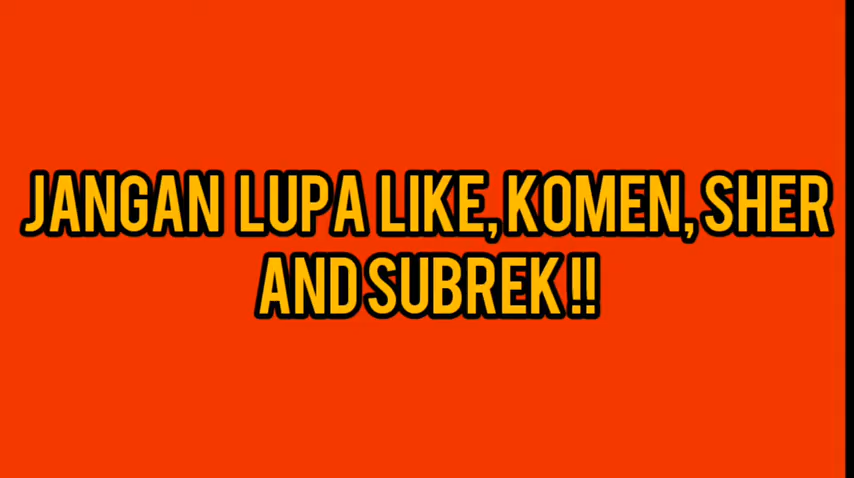 JANGAN LUPA LIKE, KOMEN, SHER
AND SUBREK !!